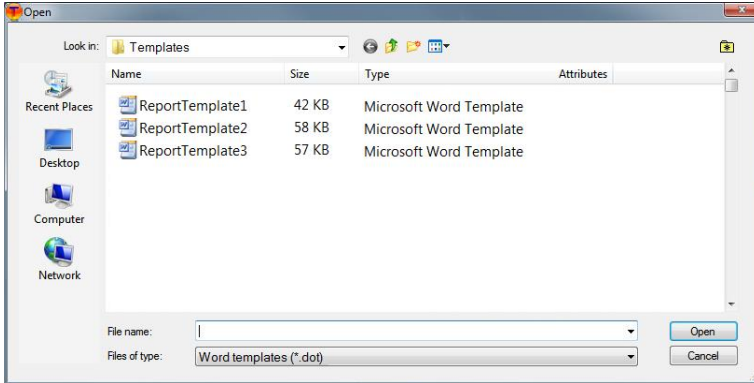 Open
Look in: Templates
Name Size Type Attributes
ReportTemplate1 42 KB Microsoft Word Template
ReportTemplate2 58 KB Microsoft Word Template
ReportTemplate3 57 KB Microsoft Word Template
Recent Places
Desktop
Computer
Network
File name: Open
Files of type: Word templates (*.dot) Cancel